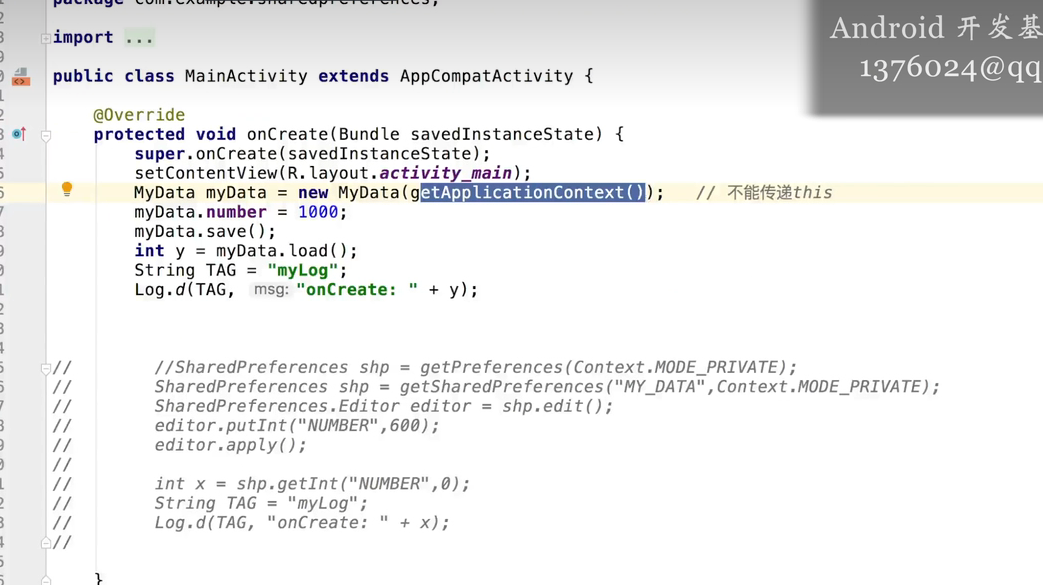 package com.example.sharedpreferences;
import ...
public class MainActivity extends AppCompatActivity {
@Override
protected void onCreate(Bundle savedInstanceState) {
super.onCreate(savedInstanceState);
setContentView(R.layout.activity_main);
MyData myData = new MyData(getApplicationContext()); // 不能传递this
myData.number = 1000;
myData.save();
int y = myData.load();
String TAG = "myLog";
Log.d(TAG, msg: "onCreate: " + y);
// //SharedPreferences shp = getPreferences(Context.MODE_PRIVATE);
// SharedPreferences shp = getSharedPreferences("MY_DATA",Context.MODE_PRIVATE);
// SharedPreferences.Editor editor = shp.edit();
// editor.putInt("NUMBER",600);
// editor.apply();
//
// int x = shp.getInt("NUMBER",0);
// String TAG = "myLog";
// Log.d(TAG, "onCreate: " + x);
//
}
Android 开发基
1376024@qq